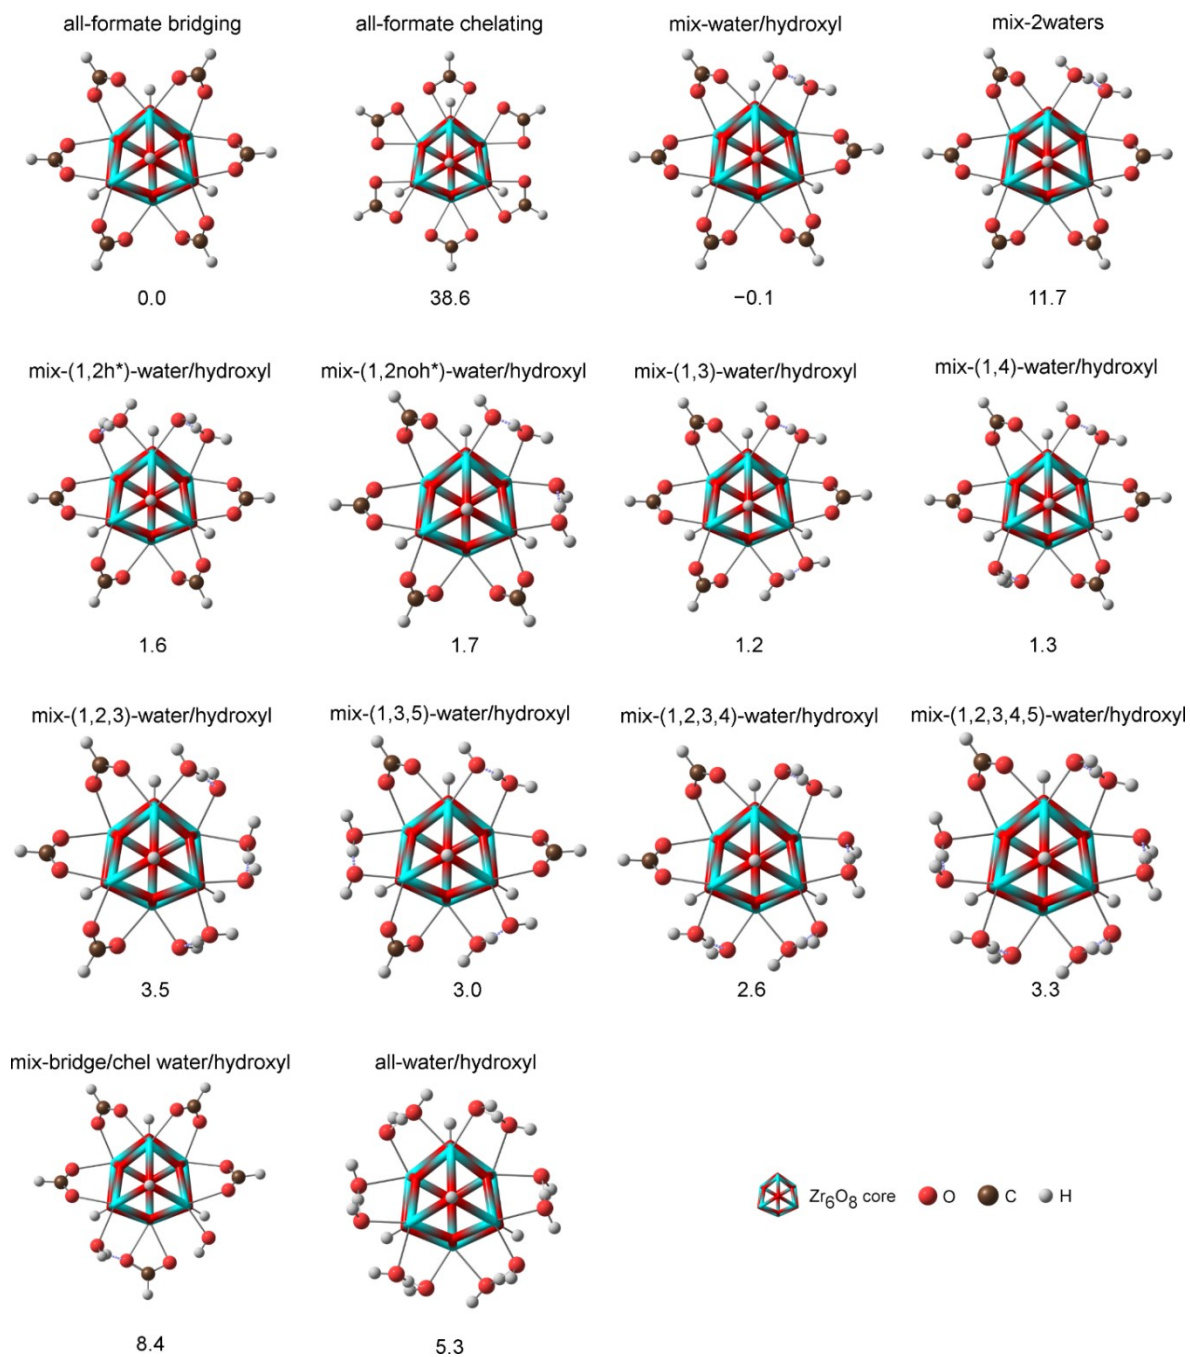 all-formate bridging
all-formate chelating
mix-water/hydroxyl
mix-2waters
0.0
38.6
−0.1
11.7
mix-(1,2h*)-water/hydroxyl
mix-(1,2noh*)-water/hydroxyl
mix-(1,3)-water/hydroxyl
mix-(1,4)-water/hydroxyl
1.6
1.7
1.2
1.3
mix-(1,2,3)-water/hydroxyl
mix-(1,3,5)-water/hydroxyl
mix-(1,2,3,4)-water/hydroxyl
mix-(1,2,3,4,5)-water/hydroxyl
3.5
3.0
2.6
3.3
mix-bridge/chel water/hydroxyl
all-water/hydroxyl
Zr6O8 core
O
C
H
8.4
5.3